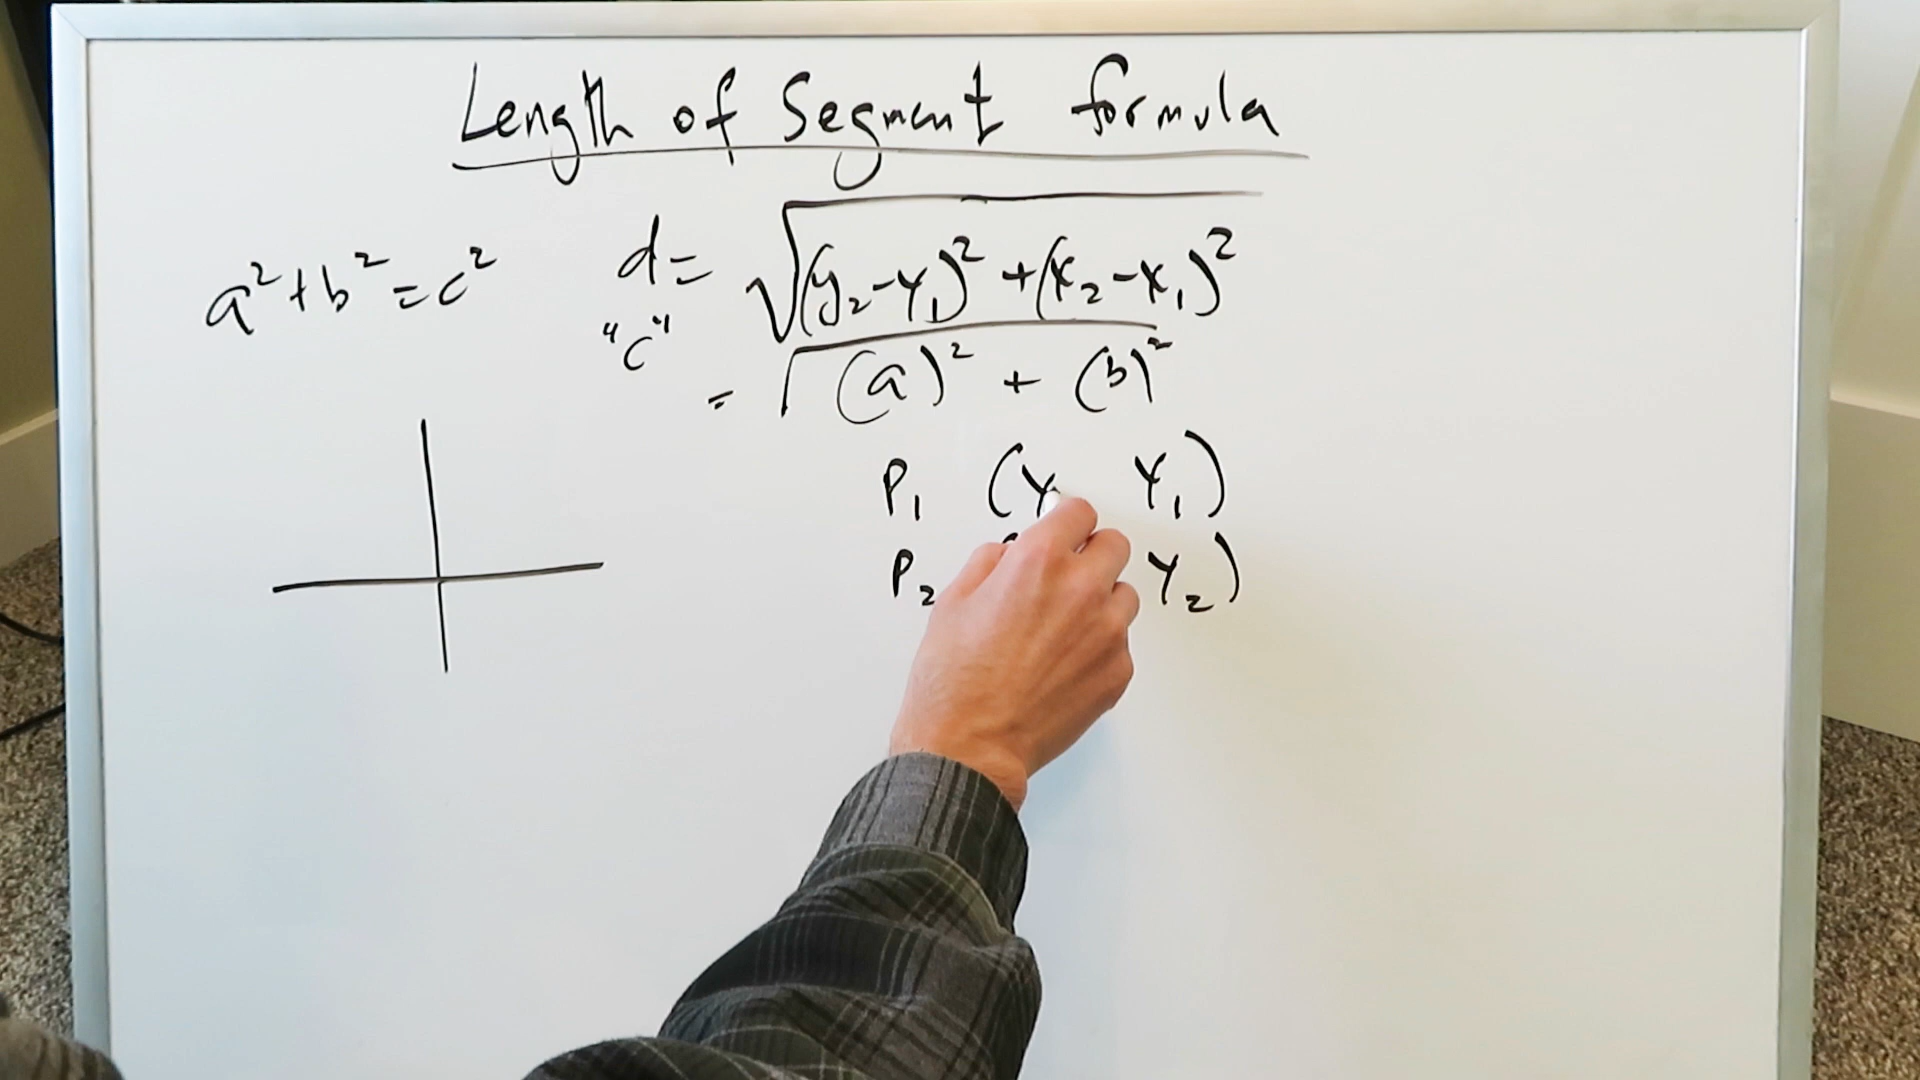 Length of Segment formula
a²+b²=c²
d= √(y₂-y₁)²+(x₂-x₁)²
"c"
= √(a)² + (b)²
P₁ ( Y₁)
P₂ Y₂)